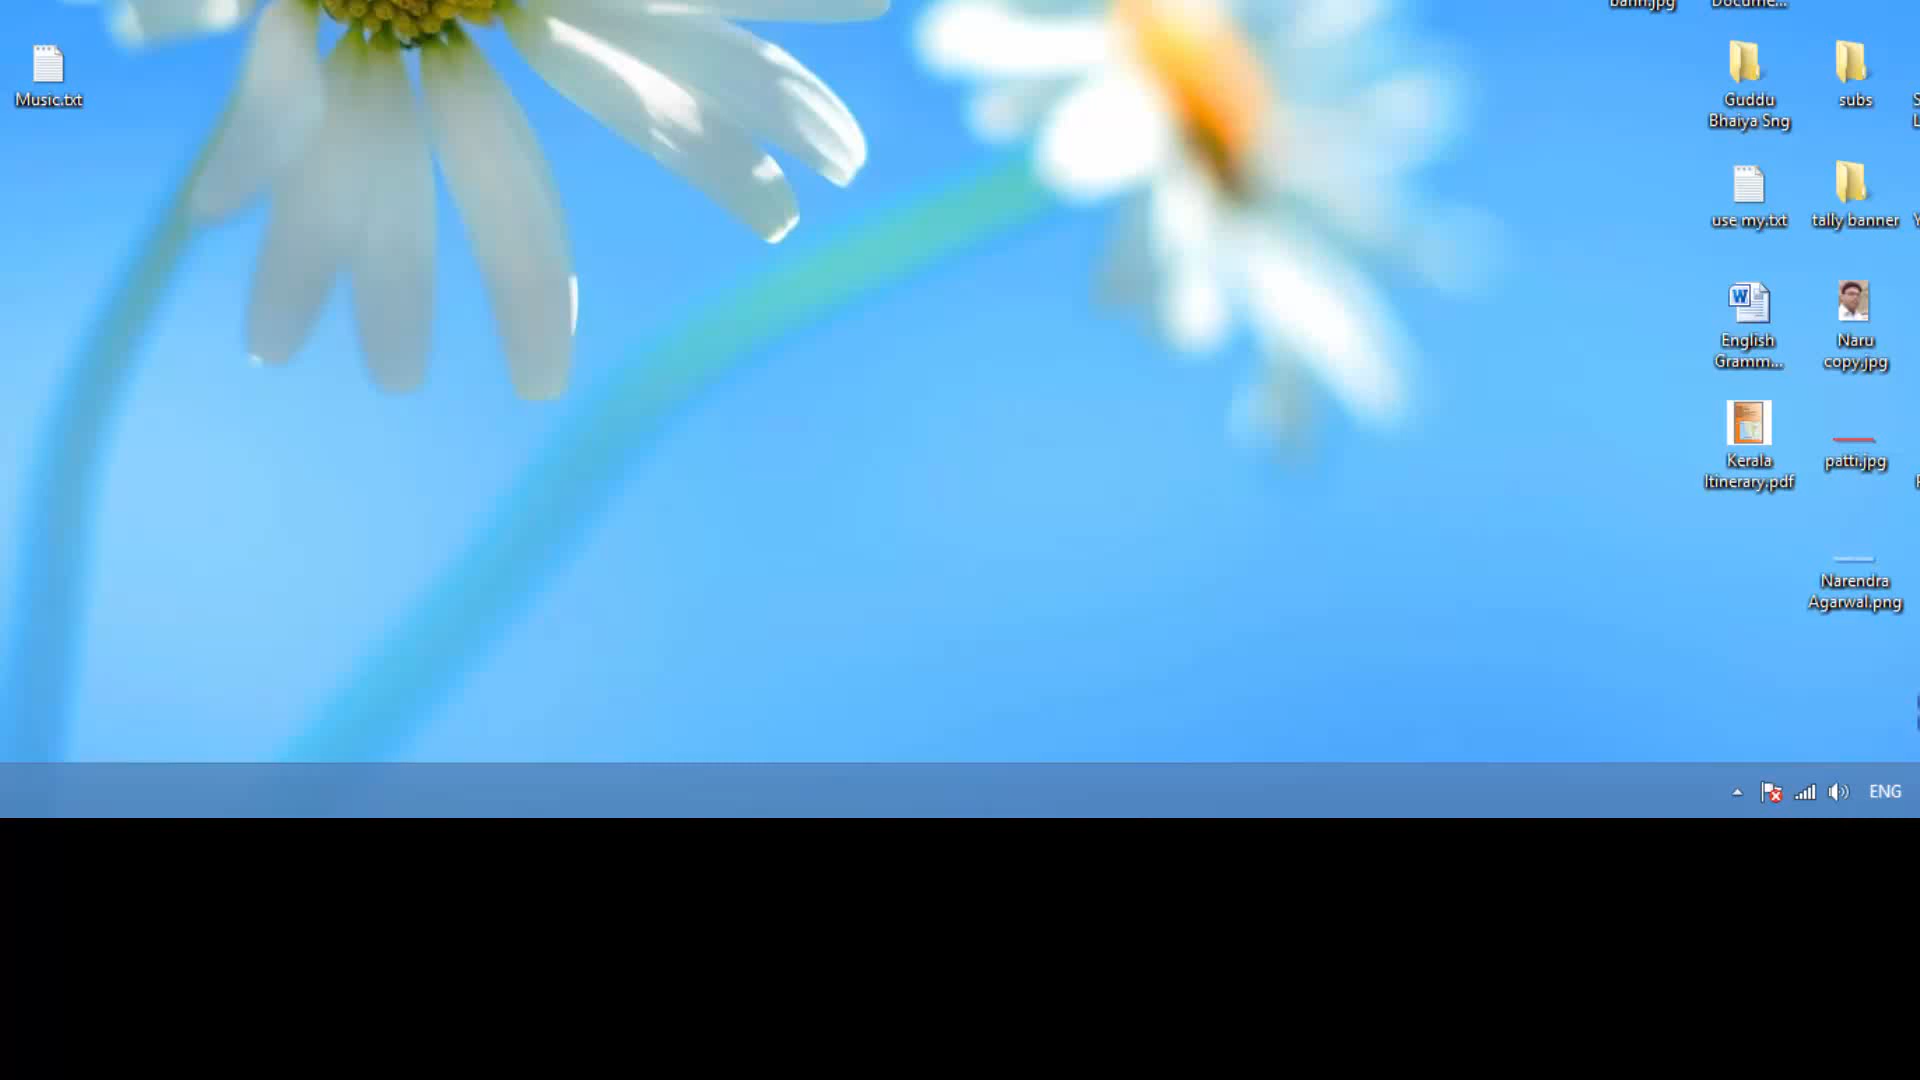 bann.jpg
Docume...
Music.txt
Guddu
Bhaiya Sng
subs
use my.txt
tally banner
English
Gramm...
Naru
copy.jpg
Kerala
Itinerary.pdf
patti.jpg
Narendra
Agarwal.png
ENG